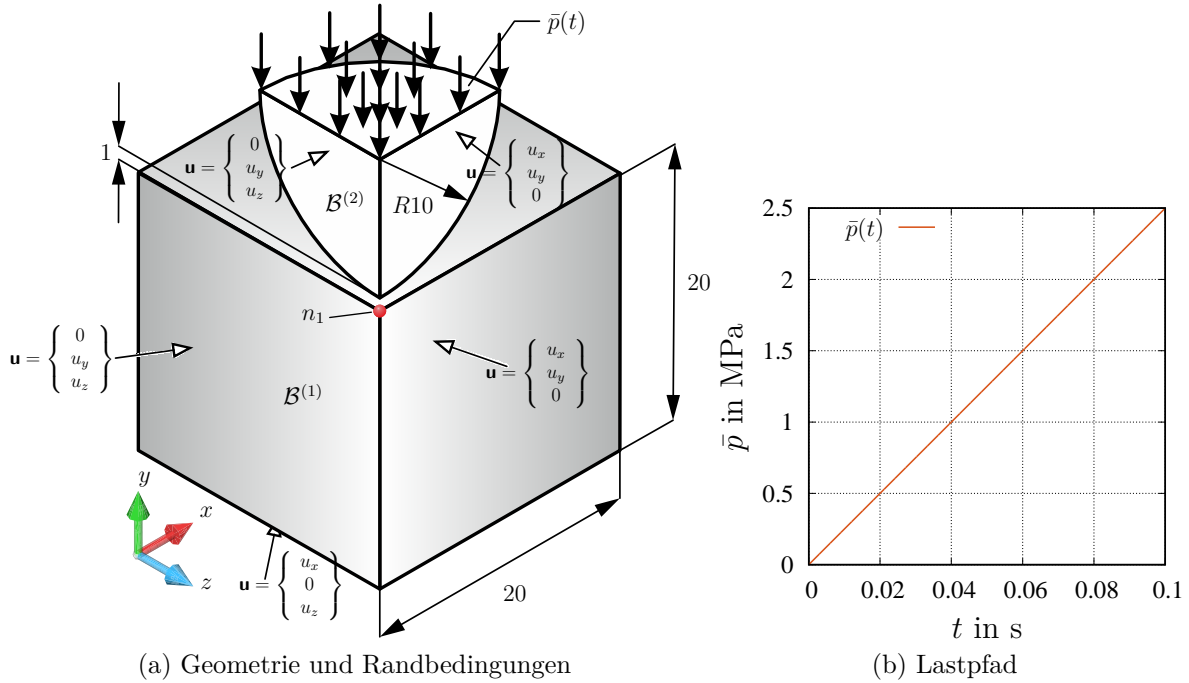 p̄(t)
1
u = { 0 u_y u_z }
u = { u_x u_y 0 }
B^(2)
R10
n_1
20
u = { 0 u_y u_z }
u = { u_x u_y 0 }
B^(1)
y
x
z
u = { u_x 0 u_z }
20
(a) Geometrie und Randbedingungen
p̄(t)
p̄ in MPa
2.5
2
1.5
1
0.5
0
0 0.02 0.04 0.06 0.08 0.1
t in s
(b) Lastpfad